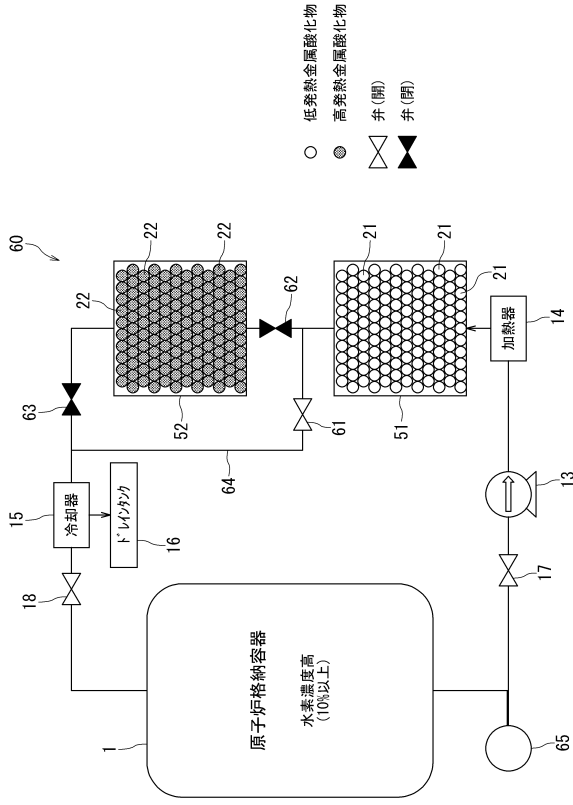 60
低発熱金属酸化物
高発熱金属酸化物
弁(開)
弁(閉)
22
22
22
52
63
62
61
64
21
21
21
51
加熱器
14
15
冷却器
ドレインタンク
16
18
13
17
1
原子炉格納容器
水素濃度高
(10%以上)
65